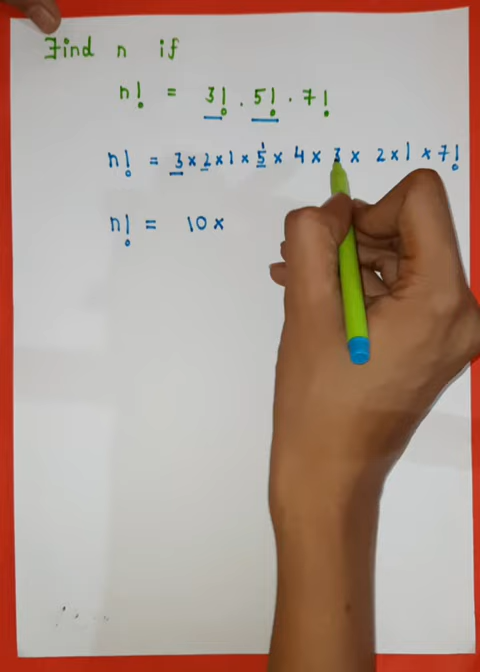 Find n if
n! = 3! . 5! . 7!
n! = 3 × 2 × 1 × 5 × 4 × 3 × 2 × 1 × 7!
n! = 10 ×